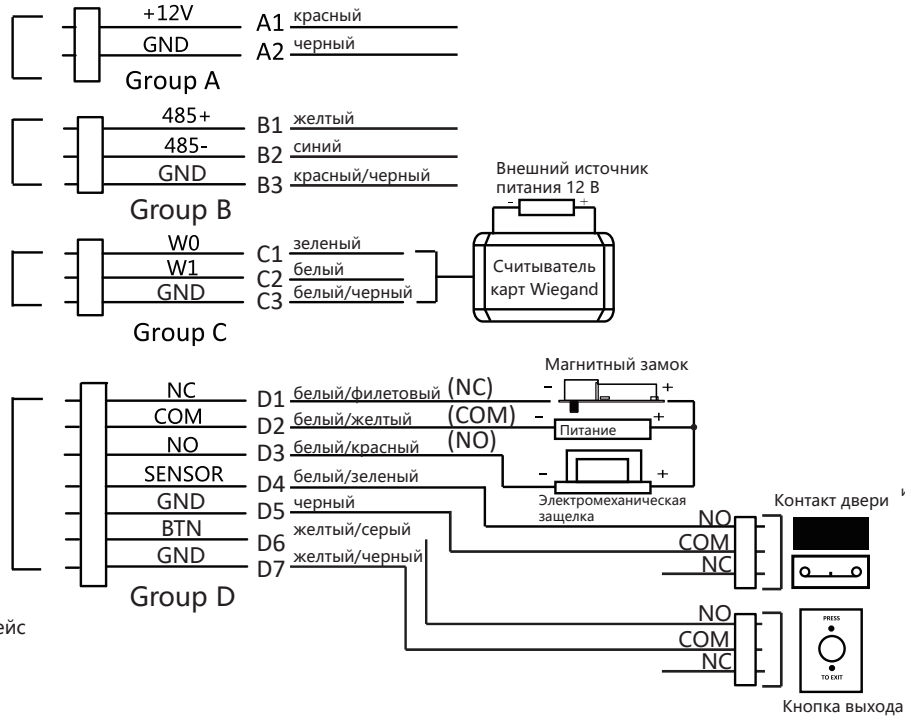 +12V A1 красный
GND A2 черный
Group A
485+ B1 желтый
485- B2 синий
GND B3 красный/черный
Group B
Внешний источник
питания 12 В
- +
W0 C1 зеленый
W1 C2 белый
GND C3 белый/черный
Group C
Считыватель
карт Wiegand
Магнитный замок
- +
NC D1 белый/филетовый (NC)
COM D2 белый/желтый (COM)
- +
Питание
NO D3 белый/красный (NO)
- +
Электромеханическая
защелка
SENSOR D4 белый/зеленый
GND D5 черный
BTN D6 желтый/серый
GND D7 желтый/черный
Group D
Контакт двери
NO
COM
NC
ейс
NO
COM
NC
PRESS
TO EXIT
Кнопка выхода